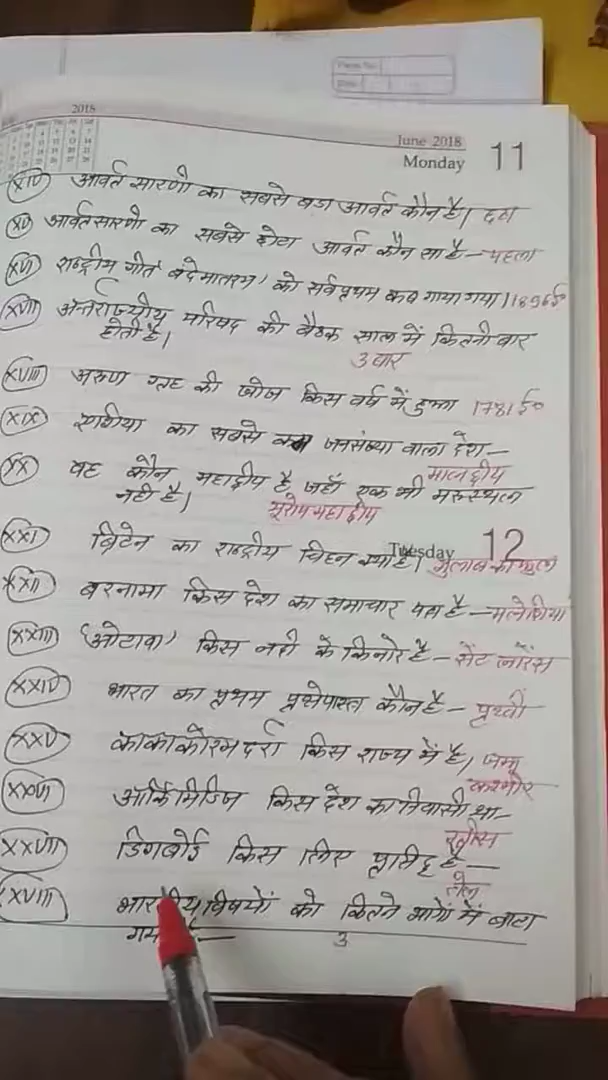 2018
June 2018
Monday 11
(XIV) आवर्त सारणी का सबसे बडा आवर्त कौन है। छठा
(XV) आवर्तसारणी का सबसे छोटा आवर्त कौन सा है - पहला
(XVI) राष्ट्रीय गीत 'वंदेमातरम' को सर्वप्रथम कब गाया गया। 1896ई०
(XVII) अन्तर्राज्यीय परिषद की बैठक साल में कितनी बार
होती है।
3 बार
(XVIII) अरुण ग्रह की खोज किस वर्ष में हुआ 1781ई०
(XIX) एशिया का सबसे कम जनसंख्या वाला देश -
मालद्वीप
(XX) वह कौन महाद्वीप है जहाँ एक भी मरुस्थल
नही है।
यूरोप महाद्वीप
Tuesday 12
(XXI) ब्रिटेन का राष्ट्रीय चिह्न क्या है। गुलाब का फूल
(XXII) बरनामा किस देश का समाचार पत्र है - मलेशिया
(XXIII) 'ओटावा' किस नदी के किनारे है - सेंट लॉरेंस
(XXIV) भारत का प्रथम प्रक्षेपास्त्र कौन है - पृथ्वी
(XXV) काकाकोरम दर्रा किस राज्य में है। जम्मू
कश्मीर
(XXVI) आर्किमिडिज किस देश का निवासी था -
ग्रीस
(XXVII) डिगबोई किस लिए प्रसिद्ध है -
तेल
(XXVIII) भारतीय विषयों को कितने भागों में बाटा
3